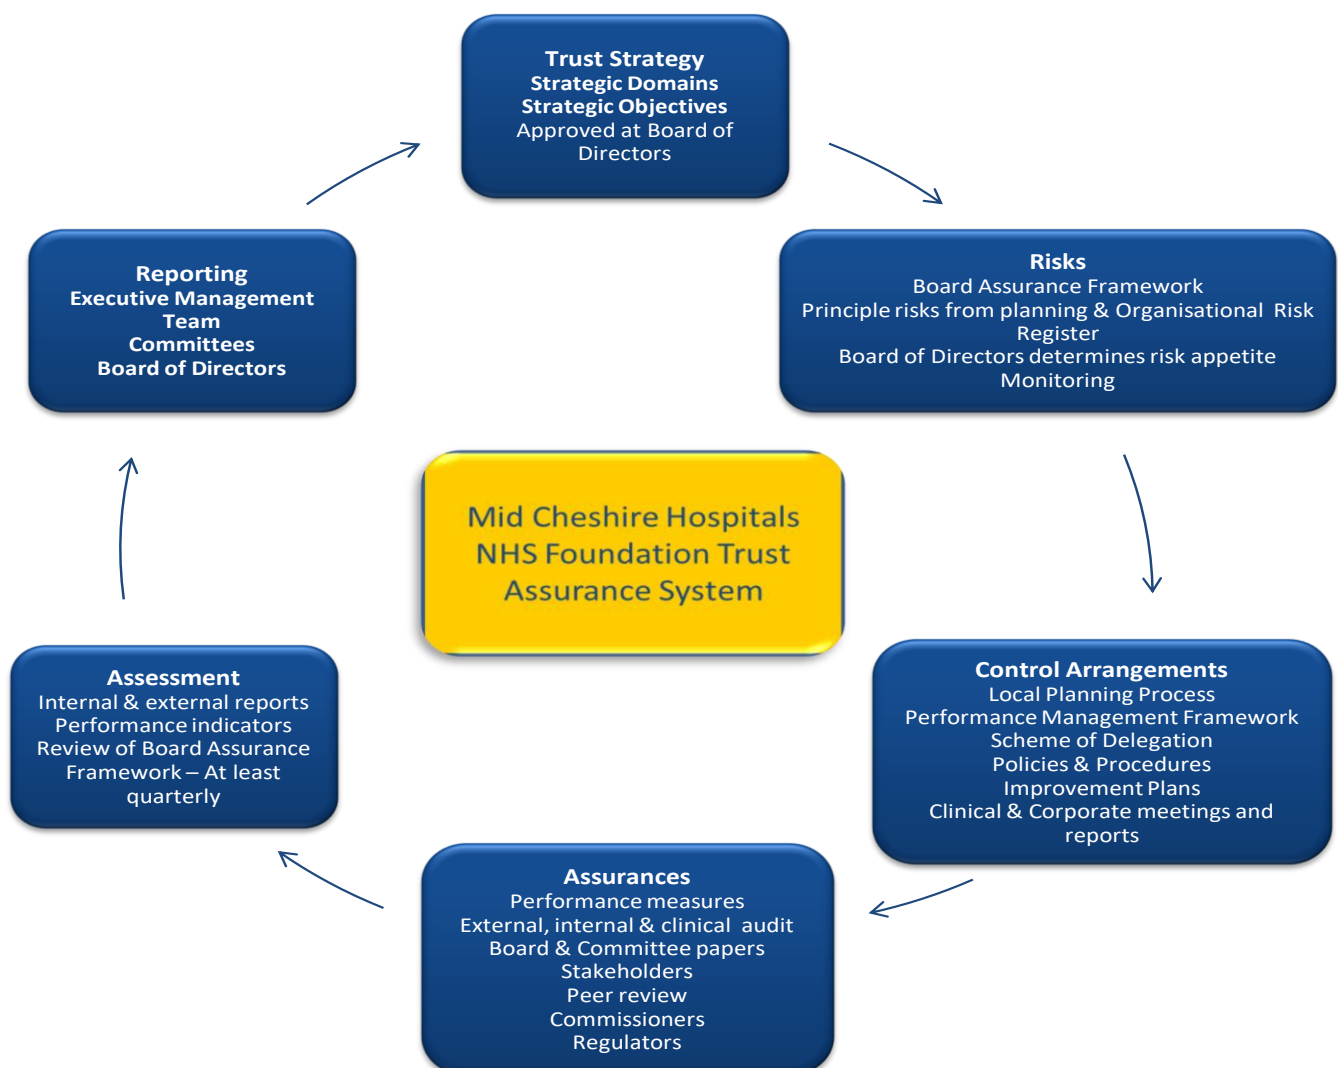 Trust Strategy
Strategic Domains
Strategic Objectives
Approved at Board of
Directors
Risks
Board Assurance Framework
Principle risks from planning & Organisational Risk
Register
Board of Directors determines risk appetite
Monitoring
Control Arrangements
Local Planning Process
Performance Management Framework
Scheme of Delegation
Policies & Procedures
Improvement Plans
Clinical & Corporate meetings and
reports
Assurances
Performance measures
External, internal & clinical audit
Board & Committee papers
Stakeholders
Peer review
Commissioners
Regulators
Assessment
Internal & external reports
Performance indicators
Review of Board Assurance
Framework – At least
quarterly
Reporting
Executive Management
Team
Committees
Board of Directors
Mid Cheshire Hospitals
NHS Foundation Trust
Assurance System